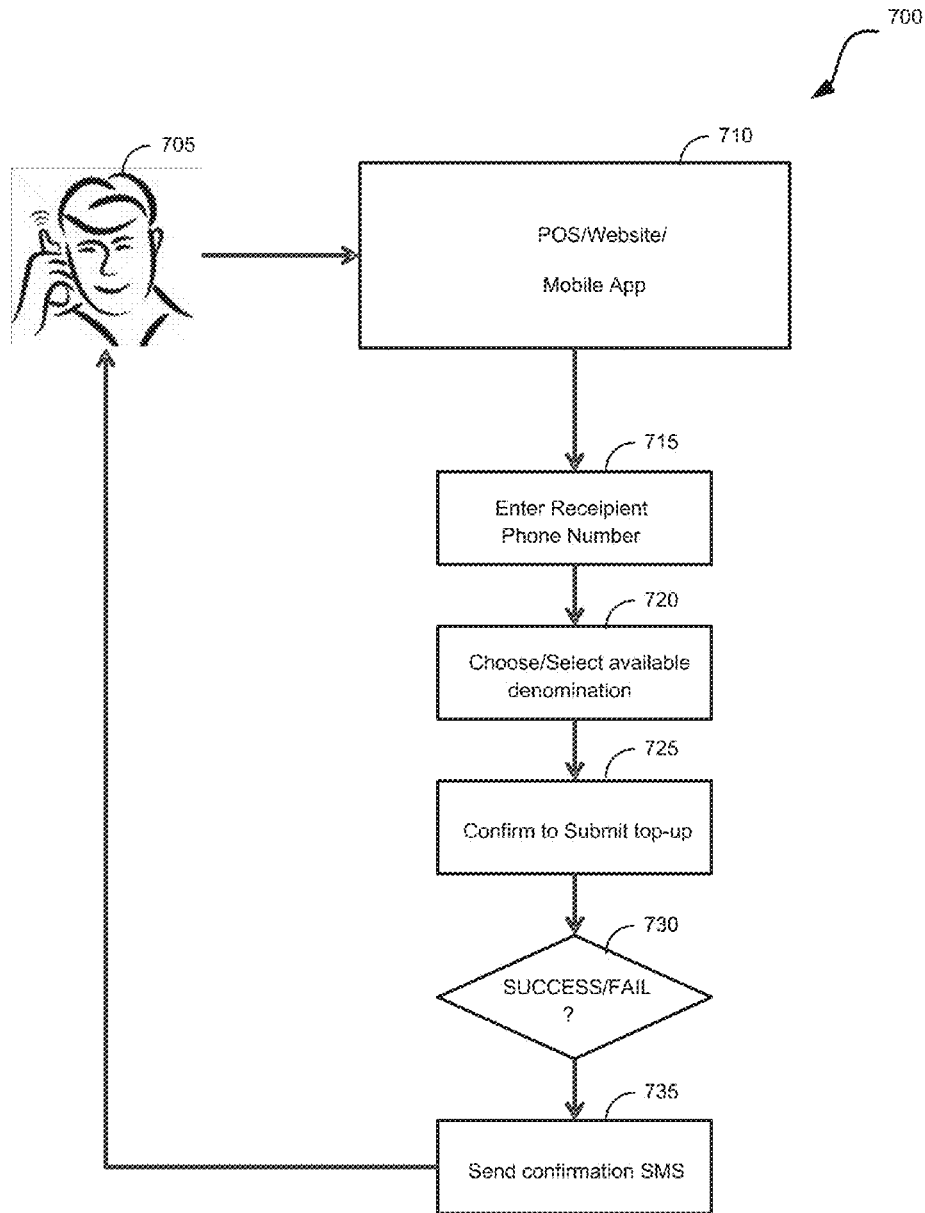 700
705
710
POS/Website/
Mobile App
715
Enter Receipient
Phone Number
720
Choose/Select available
denomination
725
Confirm to Submit top-up
730
SUCCESS/FAIL
?
735
Send confirmation SMS